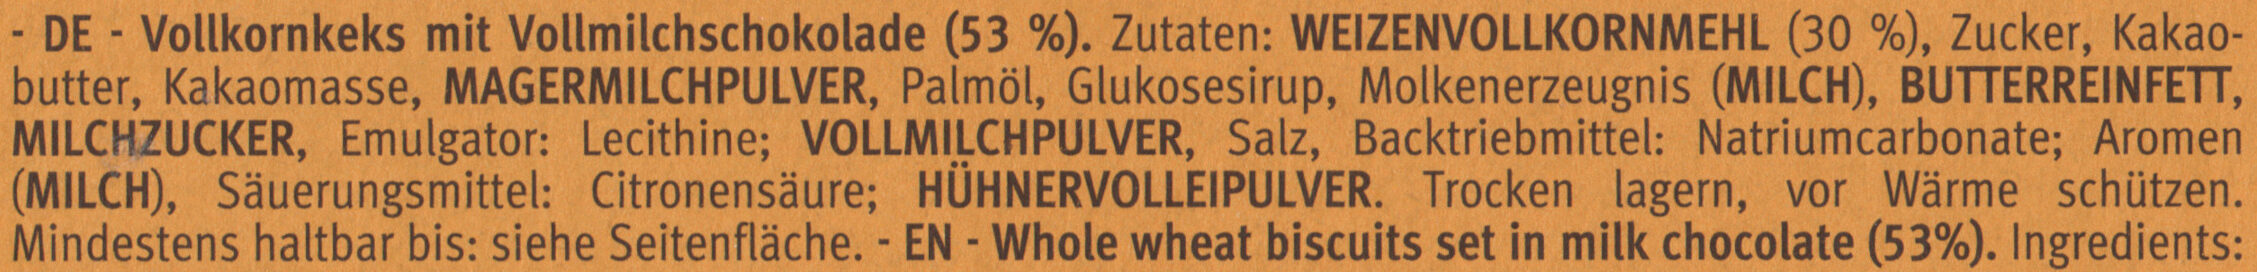 - DE - Vollkornkeks mit Vollmilchschokolade (53 %). Zutaten: WEIZENVOLLKORNMEHL (30 %), Zucker, Kakao-
butter, Kakaomasse, MAGERMILCHPULVER, Palmöl, Glukosesirup, Molkenerzeugnis (MILCH), BUTTERREINFETT,
MILCHZUCKER, Emulgator: Lecithine; VOLLMILCHPULVER, Salz, Backtriebmittel: Natriumcarbonate; Aromen
(MILCH), Säuerungsmittel: Citronensäure; HÜHNERVOLLEIPULVER. Trocken lagern, vor Wärme schützen.
Mindestens haltbar bis: siehe Seitenfläche. - EN - Whole wheat biscuits set in milk chocolate (53%). Ingredients: